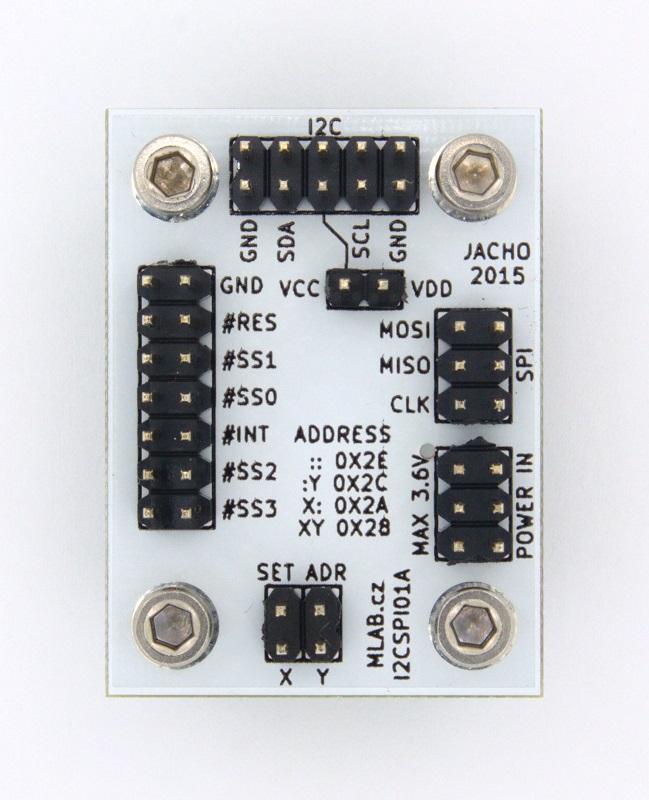 I2C
GND SDA SCL GND
JACHO
2015
VCC VDD
GND
#RES
#SS1
#SS0
#INT
#SS2
#SS3
MOSI
MISO
CLK
SPI
ADDRESS
:: 0X2E
:Y 0X2C
X: 0X2A
XY 0X28
MAX 3.6V
POWER IN
SET ADR
X Y
MLAB.cz
I2CSPI01A